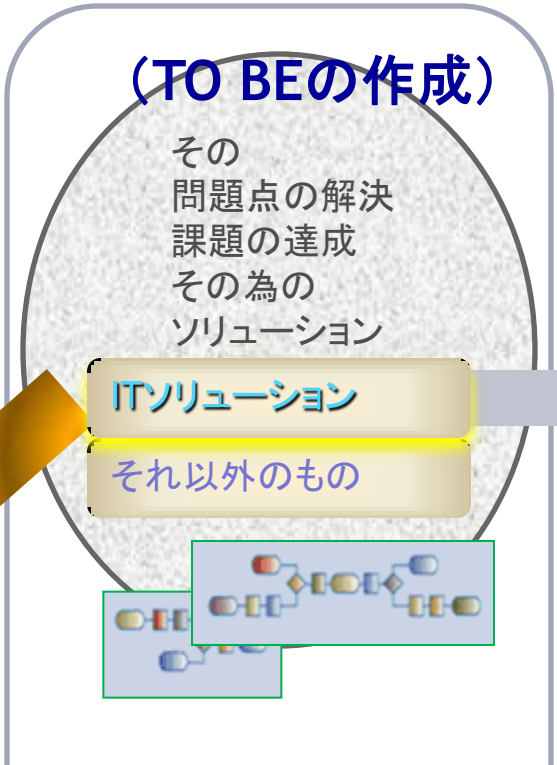 （TO BEの作成）
その
問題点の解決
課題の達成
その為の
ソリューション
ITソリューション
それ以外のもの